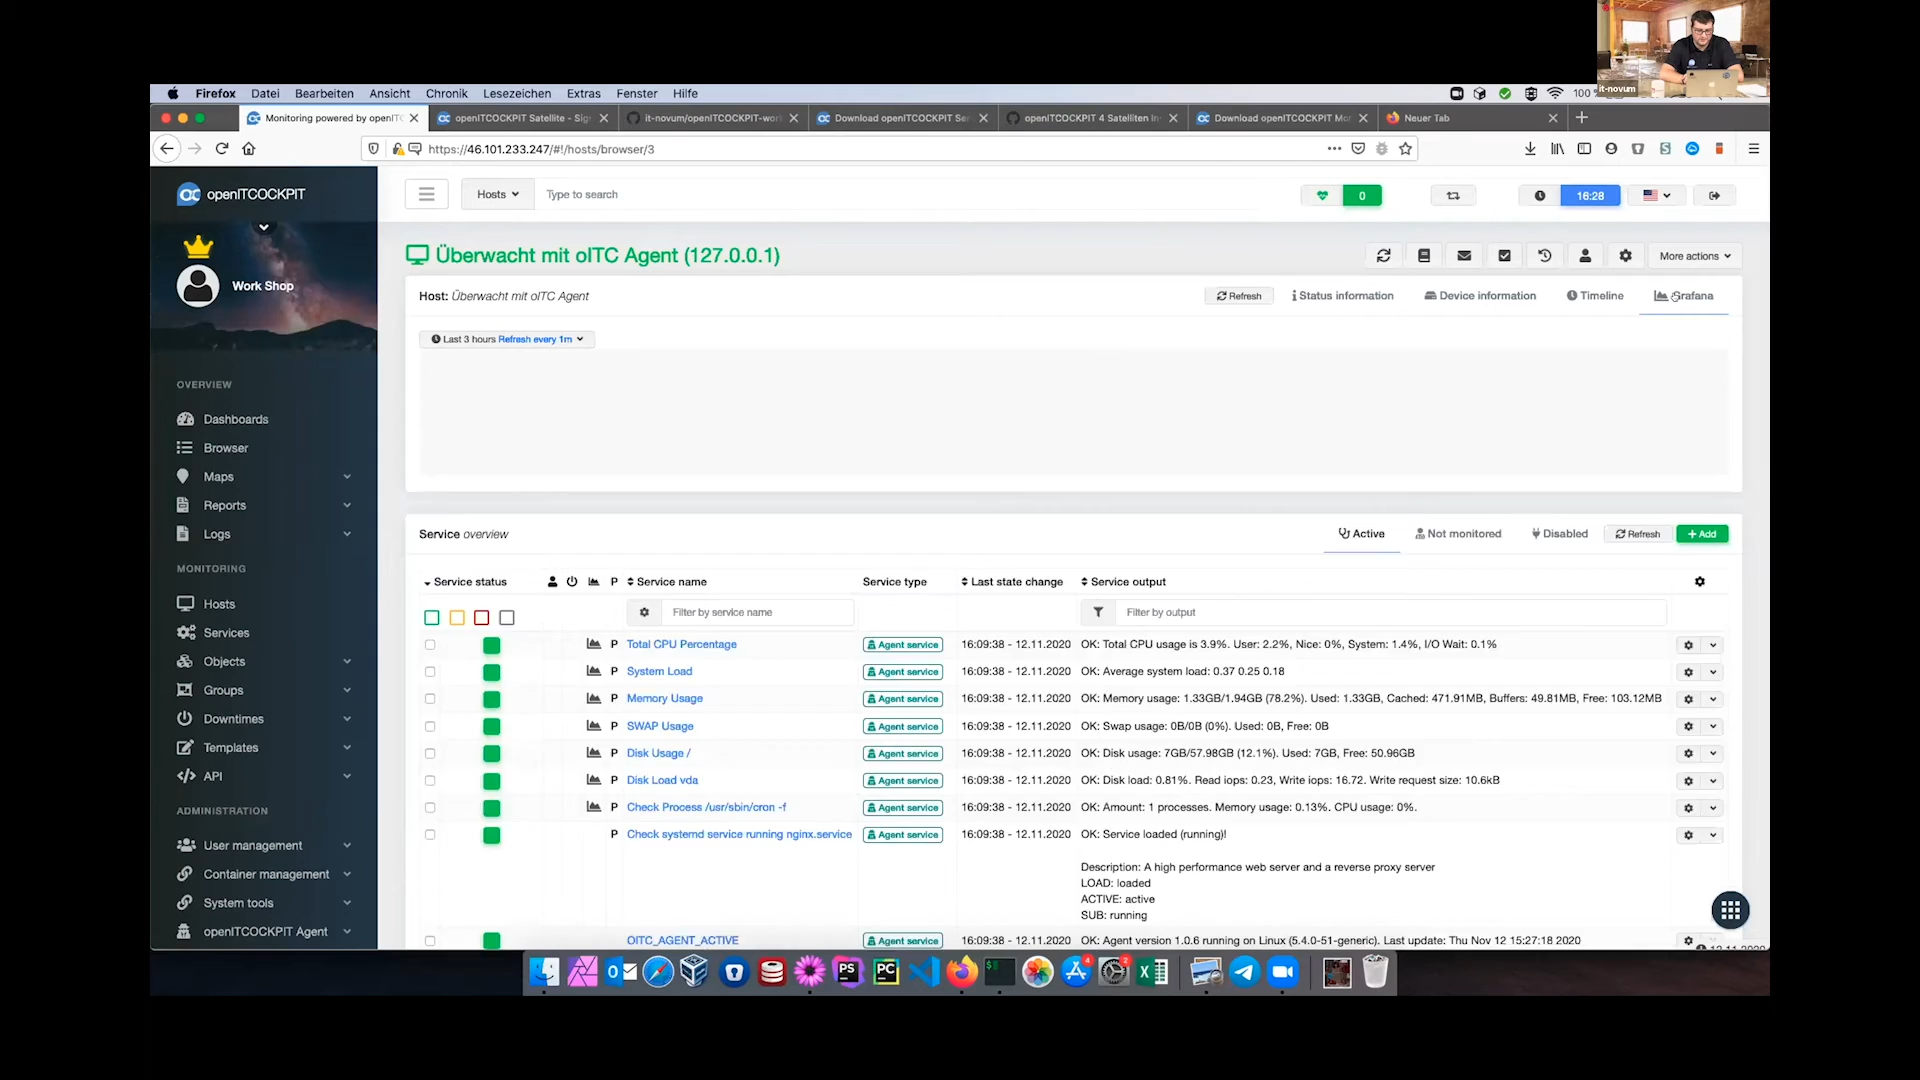 it-novum
Firefox Datei Bearbeiten Ansicht Chronik Lesezeichen Extras Fenster Hilfe 100
Monitoring powered by openIT openITCOCKPIT Satellite - Sig it-novum/openITCOCKPIT-wor Download openITCOCKPIT Ser openITCOCKPIT 4 Satelliten In Download openITCOCKPIT Mo Neuer Tab
https://46.101.233.247/#!/hosts/browser/3
openITCOCKPIT Hosts Type to search 0 16:28
Überwacht mit oITC Agent (127.0.0.1) More actions
Work Shop
Host: Überwacht mit oITC Agent Refresh Status information Device information Timeline Grafana
Last 3 hours Refresh every 1m
OVERVIEW
Dashboards
Browser
Maps
Reports
Logs
MONITORING
Hosts
Services
Objects
Groups
Downtimes
Templates
API
ADMINISTRATION
User management
Container management
System tools
openITCOCKPIT Agent
Service overview Active Not monitored Disabled Refresh + Add
Service status P Service name Service type Last state change Service output
Filter by service name Filter by output
P Total CPU Percentage Agent service 16:09:38 - 12.11.2020 OK: Total CPU usage is 3.9%. User: 2.2%, Nice: 0%, System: 1.4%, I/O Wait: 0.1%
P System Load Agent service 16:09:38 - 12.11.2020 OK: Average system load: 0.37 0.25 0.18
P Memory Usage Agent service 16:09:38 - 12.11.2020 OK: Memory usage: 1.33GB/1.94GB (78.2%). Used: 1.33GB, Cached: 471.91MB, Buffers: 49.81MB, Free: 103.12MB
P SWAP Usage Agent service 16:09:38 - 12.11.2020 OK: Swap usage: 0B/0B (0%). Used: 0B, Free: 0B
P Disk Usage / Agent service 16:09:38 - 12.11.2020 OK: Disk usage: 7GB/57.98GB (12.1%). Used: 7GB, Free: 50.96GB
P Disk Load vda Agent service 16:09:38 - 12.11.2020 OK: Disk load: 0.81%. Read iops: 0.23, Write iops: 16.72. Write request size: 10.6kB
P Check Process /usr/sbin/cron -f Agent service 16:09:38 - 12.11.2020 OK: Amount: 1 processes. Memory usage: 0.13%. CPU usage: 0%.
P Check systemd service running nginx.service Agent service 16:09:38 - 12.11.2020 OK: Service loaded (running)!
Description: A high performance web server and a reverse proxy server
LOAD: loaded
ACTIVE: active
SUB: running
OITC_AGENT_ACTIVE Agent service 16:09:38 - 12.11.2020 OK: Agent version 1.0.6 running on Linux (5.4.0-51-generic). Last update: Thu Nov 12 15:27:18 2020
PS PC 4 2